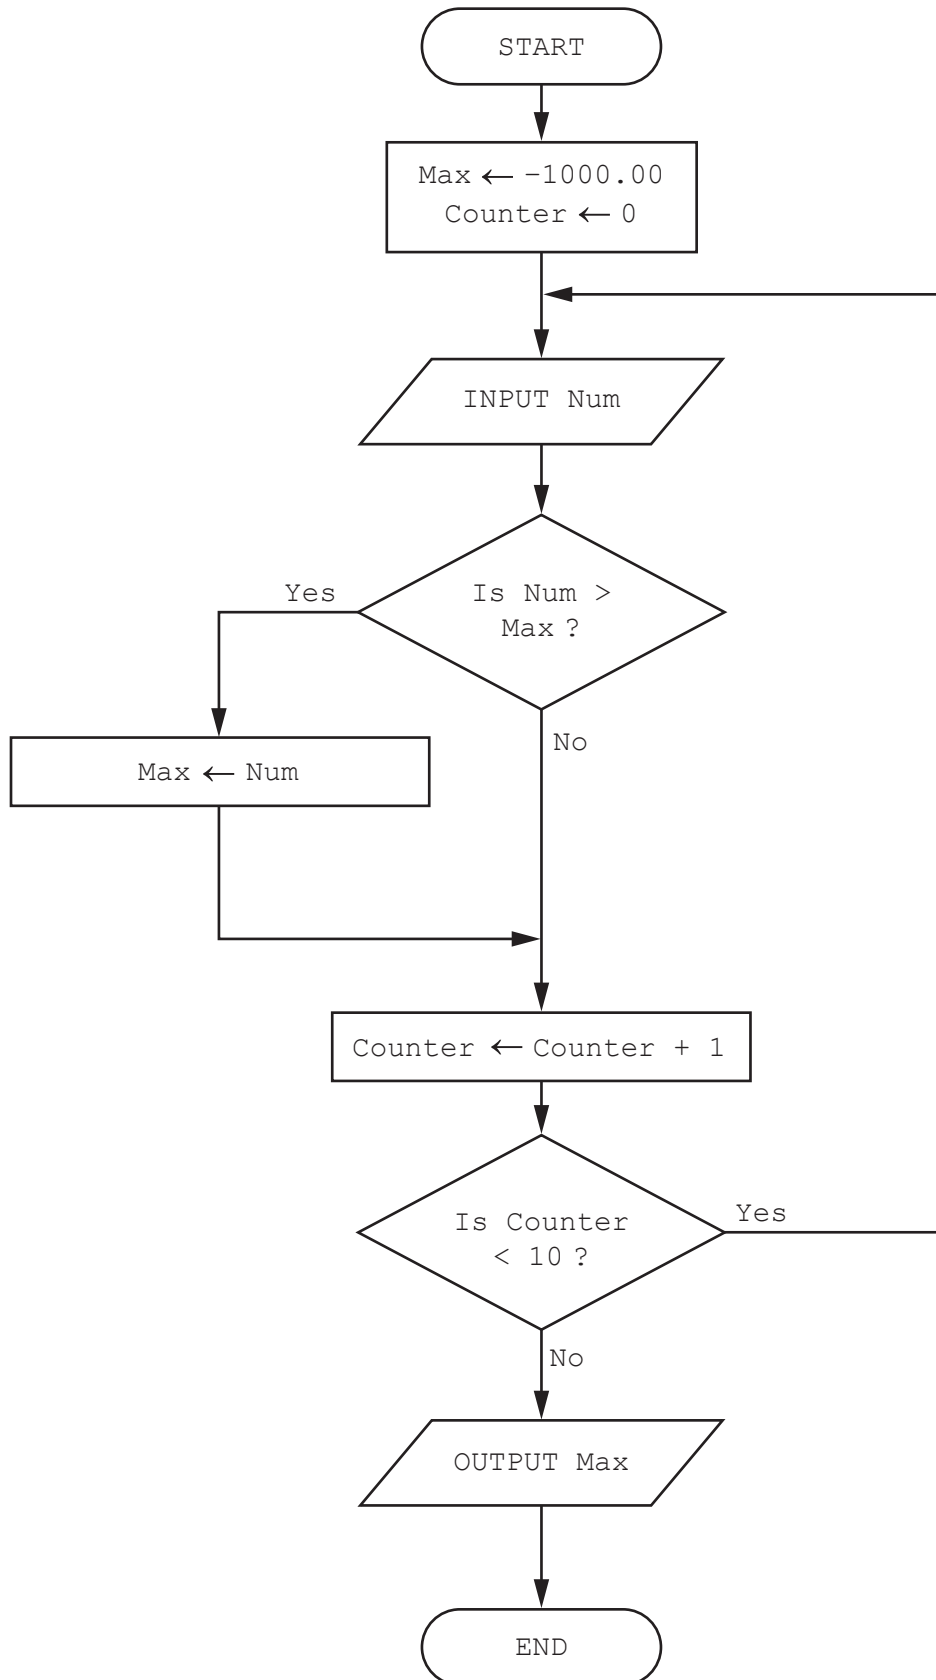 START
Max ← −1000.00
Counter ← 0
INPUT Num
Yes
Is Num >
Max ?
No
Max ← Num
Counter ← Counter + 1
Is Counter
< 10 ?
Yes
No
OUTPUT Max
END